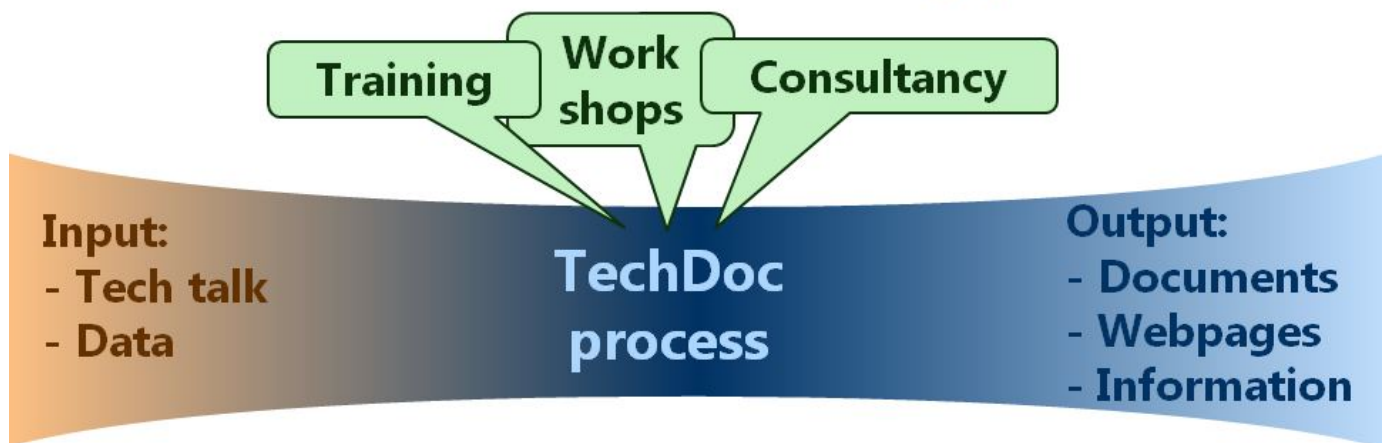 Training
Work
shops
Consultancy
Input:
- Tech talk
- Data
TechDoc
process
Output:
- Documents
- Webpages
- Information